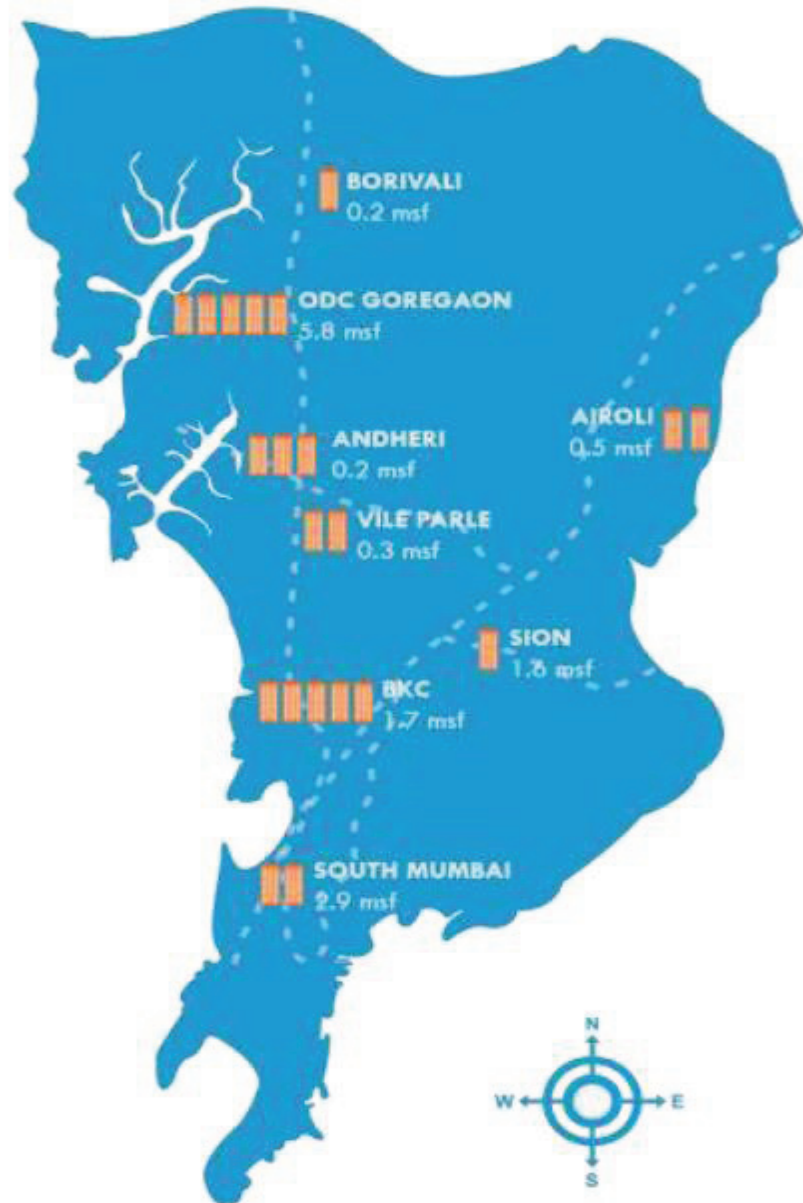 BORIVALI
0.2 msf
ODC GOREGAON
5.8 msf
AIROLI
0.5 msf
ANDHERI
0.2 msf
VILE PARLE
0.3 msf
SION
msf
BKC
1.7 msf
SOUTH MUMBAI
2.9 msf
N
W
E
S